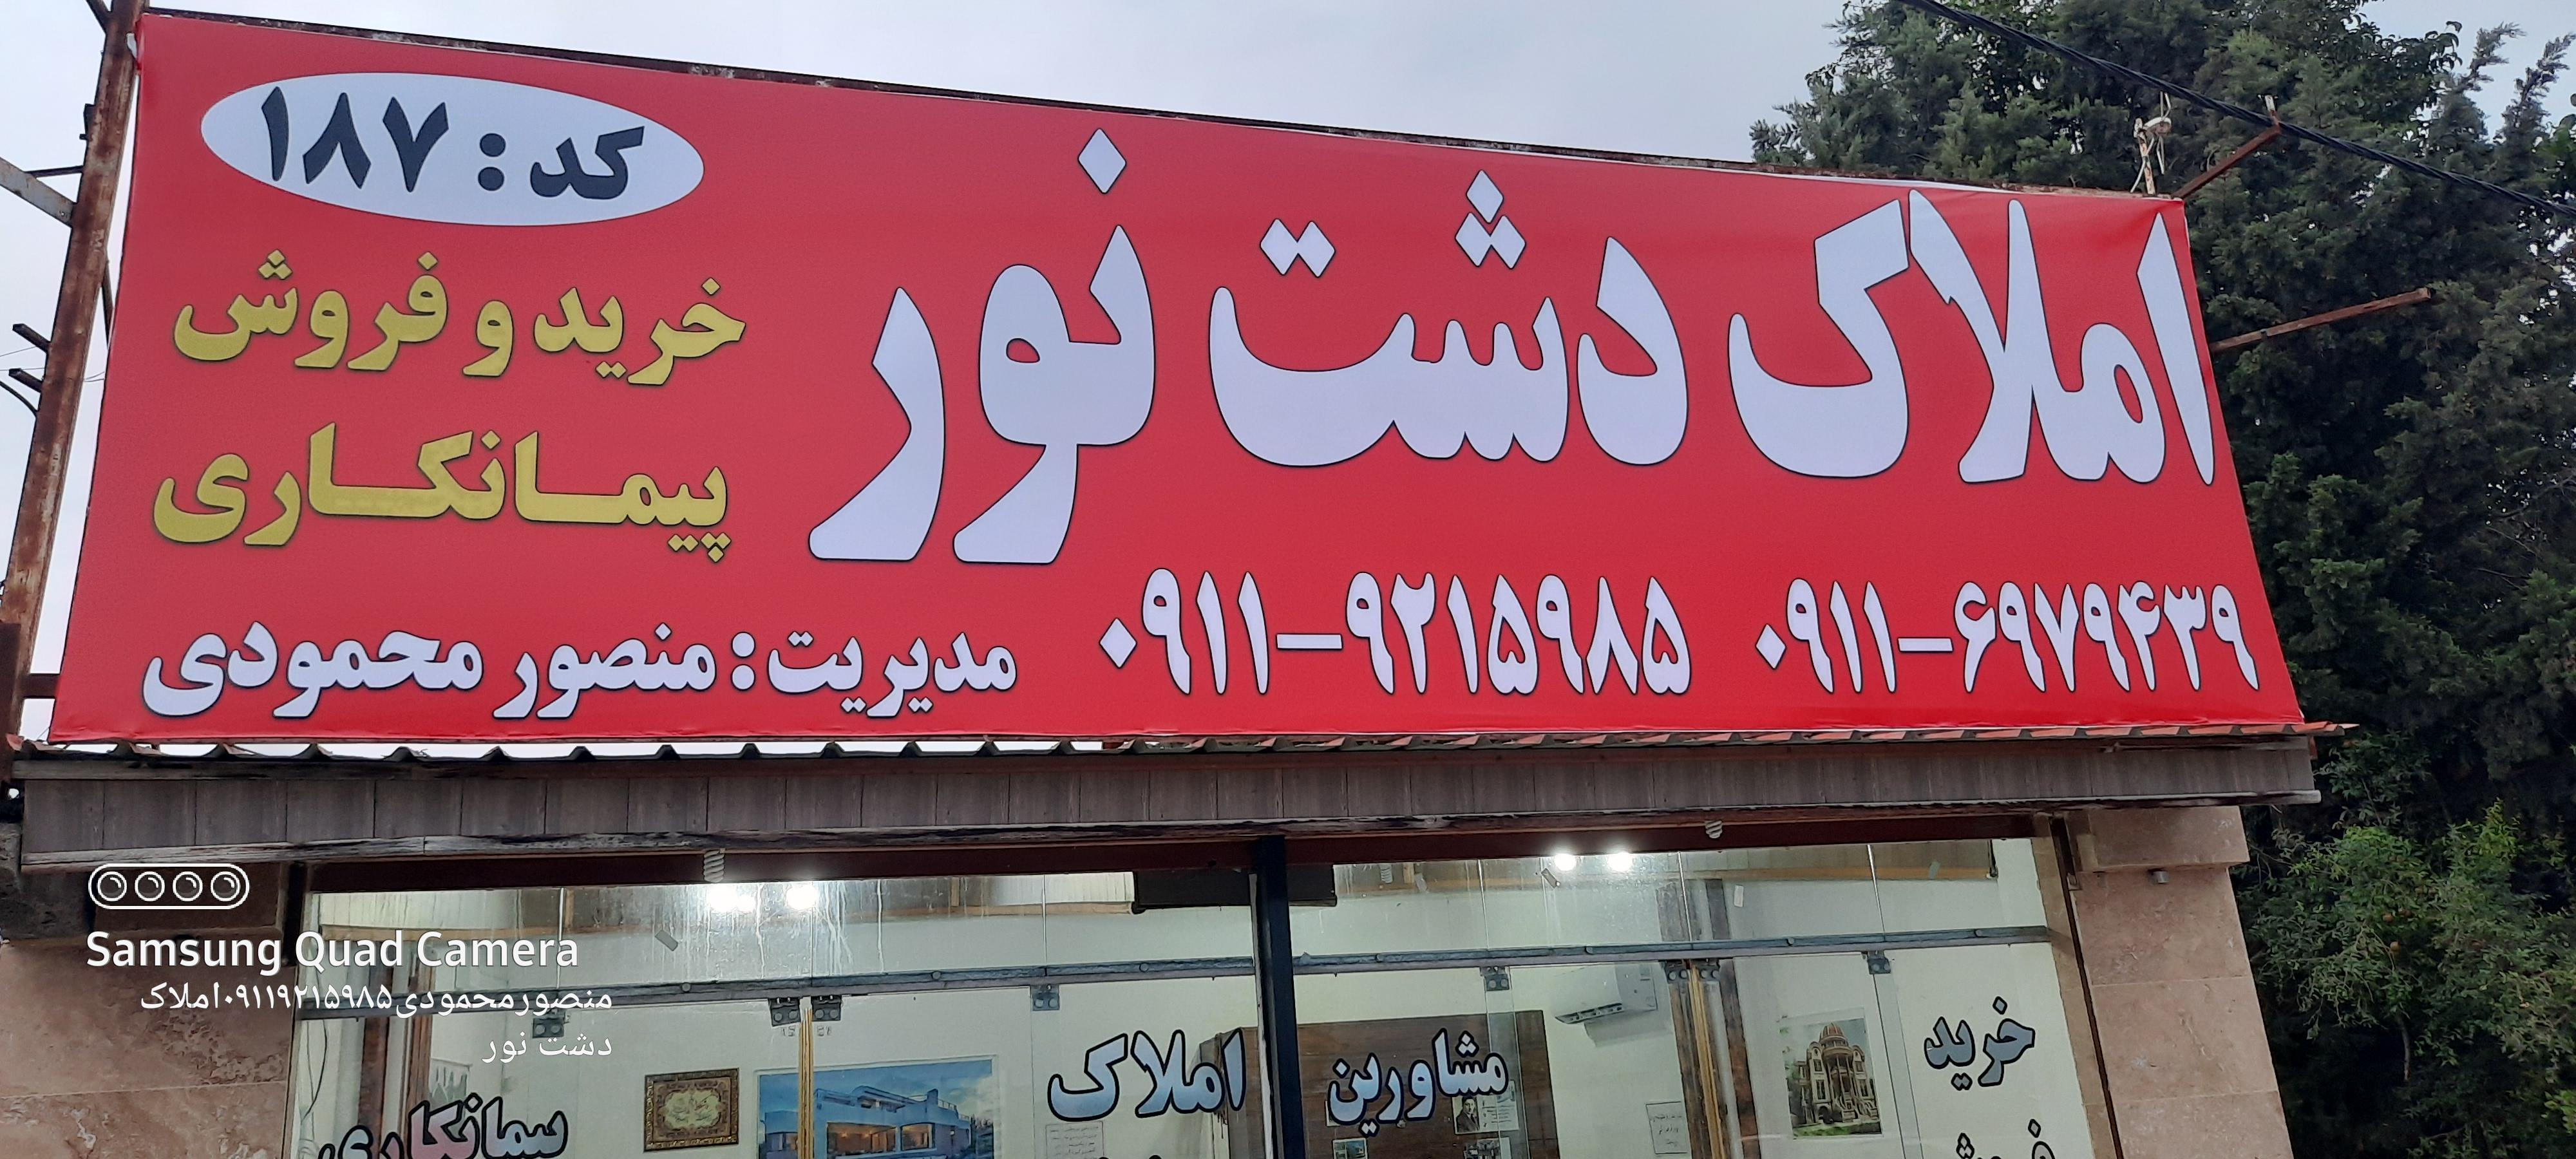 املاک دشت نور
کد: ۱۸۷
خرید و فروش
پیمانکاری
۰۹۱۱-۶۹۷۹۴۳۹
۰۹۱۱-۹۲۱۵۹۸۵
مدیریت: منصور محمودی
خرید
مشاورین
املاک
پیمانکاری
Samsung Quad Camera
منصورمحمودی۰۹۱۱۹۲۱۵۹۸۵املاک
دشت نور